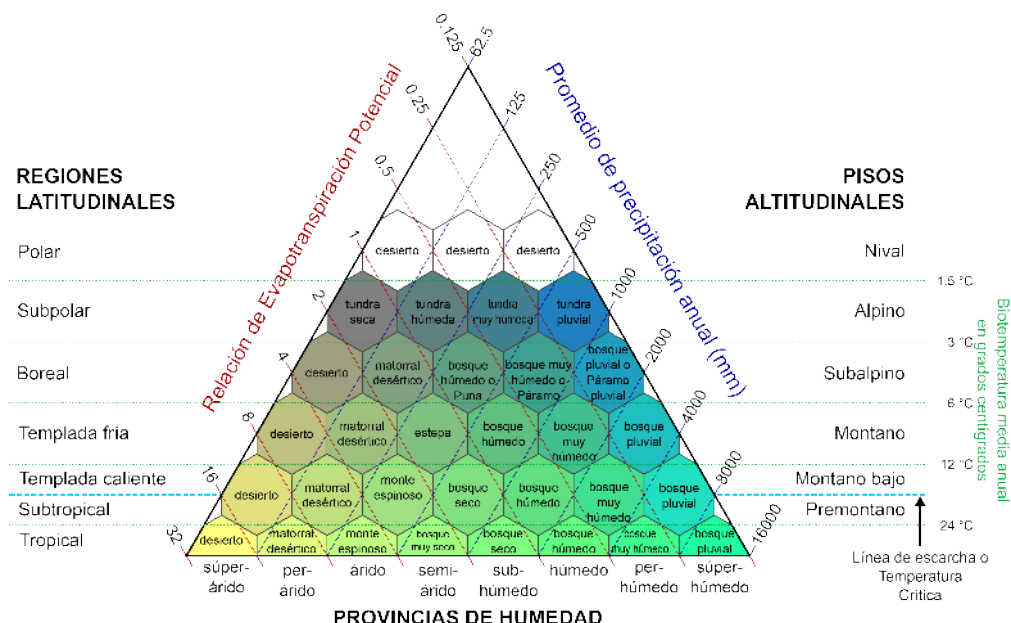 0.125
62.5
0.25
125
0.5
250
1
500
2
1000
4
2000
8
4000
16
8000
32
16000
Relación de Evapotranspiración Potencial
Promedio de precipitación anual (mm)
REGIONES
LATITUDINALES
PISOS
ALTITUDINALES
Polar
desierto
desierto
desierto
Nival
1.5 °C
Subpolar
tundra
seca
tundra
húmeda
tundra
muy húmeda
tundra
pluvial
Alpino
3 °C
Boreal
desierto
matorral
desértico
bosque
húmedo o
Puna
bosque muy
húmedo o
Páramo
bosque
pluvial o
Páramo
pluvial
Subalpino
6 °C
Templada fría
desierto
matorral
desértico
estepa
bosque
húmedo
bosque
muy
húmedo
bosque
pluvial
Montano
12 °C
Templada caliente
Subtropical
desierto
matorral
desértico
monte
espinoso
bosque
seco
bosque
húmedo
bosque
muy
húmedo
bosque
pluvial
Montano bajo
Premontano
24 °C
Tropical
desierto
matorral
desértico
monte
espinoso
bosque
muy seco
bosque
seco
bosque
húmedo
bosque
muy húmedo
bosque
pluvial
Biotemperatura media anual
en grados centigrados
Línea de escarcha o
Temperatura
Critica
súper-
árido
per-
árido
árido
semi-
árido
sub-
húmedo
húmedo
per-
húmedo
súper-
húmedo
PROVINCIAS DE HUMEDAD